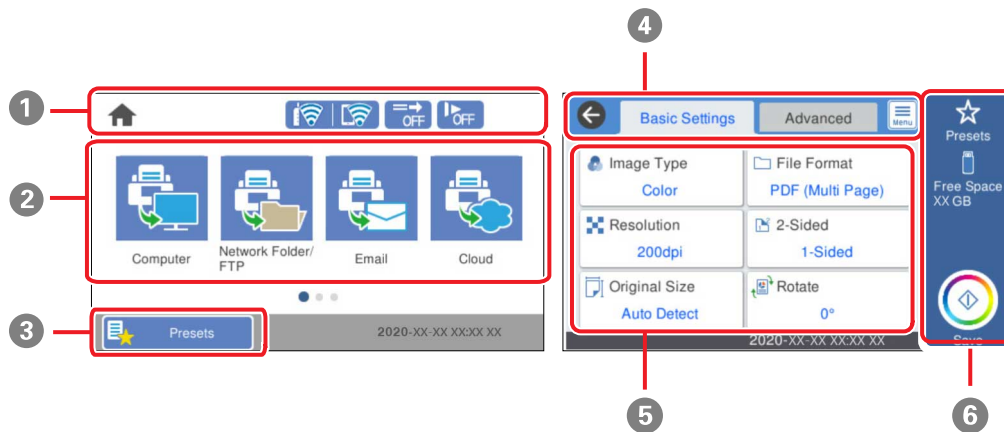 4
1
OFF
OFF
Basic Settings
Advanced
Menu
Presets
Free Space
XX GB
2
Computer
Network Folder/
FTP
Email
Cloud
Image Type
Color
File Format
PDF (Multi Page)
Resolution
200dpi
2-Sided
1-Sided
Original Size
Auto Detect
Rotate
0°
3
Presets
2020-XX-XX XX:XX XX
2020-XX-XX XX:XX XX
Save
5
6